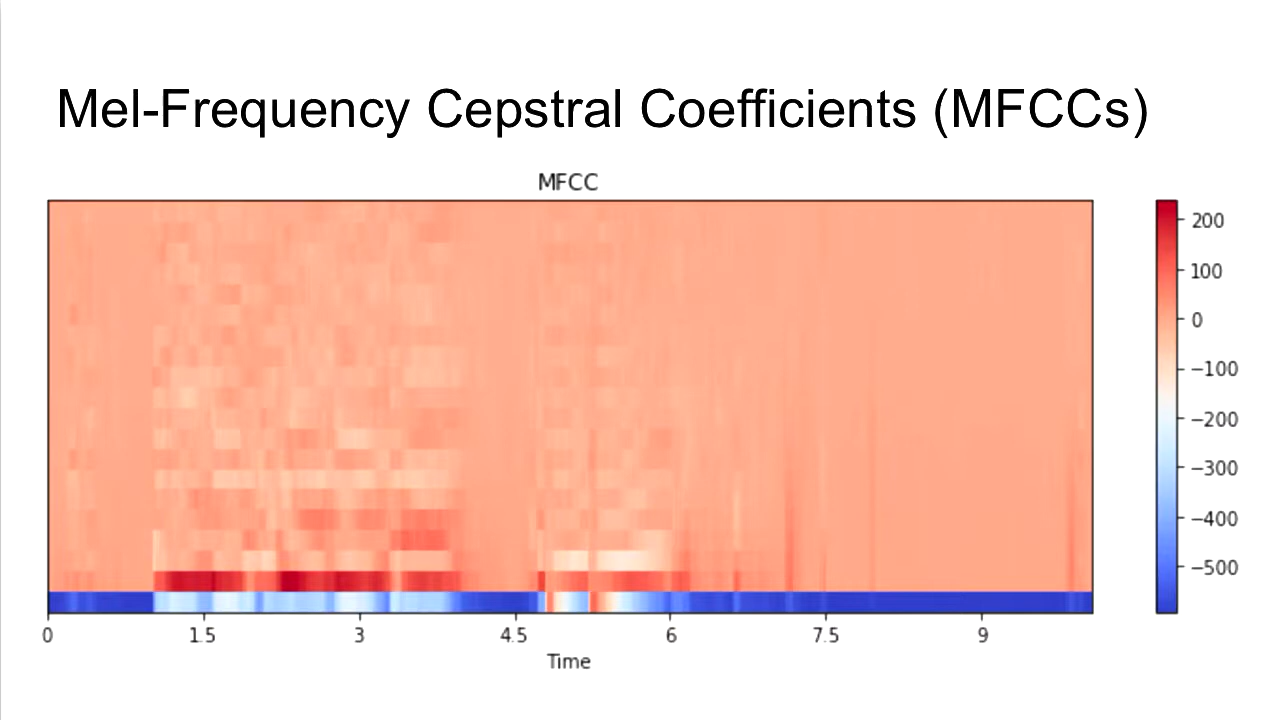 Mel-Frequency Cepstral Coefficients (MFCCs)
MFCC
200
100
0
−100
−200
−300
−400
−500
0 1.5 3 4.5 6 7.5 9
Time